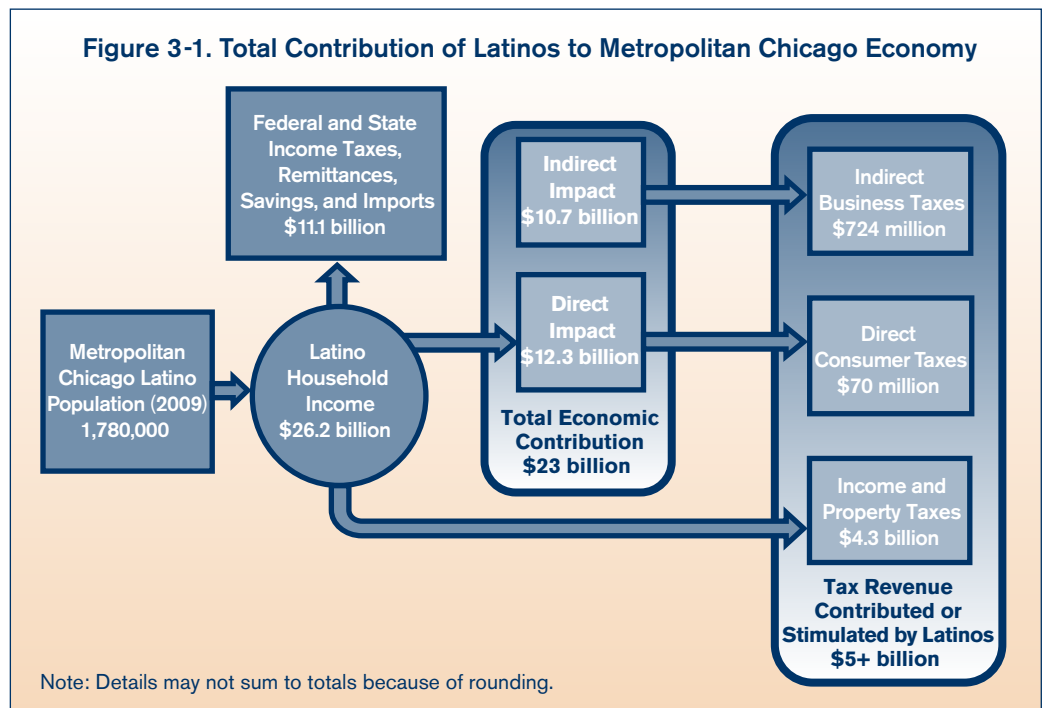 Figure 3-1. Total Contribution of Latinos to Metropolitan Chicago Economy
Federal and State
Income Taxes,
Remittances,
Savings, and Imports
$11.1 billion
Metropolitan
Chicago Latino
Population (2009)
1,780,000
Latino
Household
Income
$26.2 billion
Indirect
Impact
$10.7 billion
Direct
Impact
$12.3 billion
Total Economic
Contribution
$23 billion
Indirect
Business Taxes
$724 million
Direct
Consumer Taxes
$70 million
Income and
Property Taxes
$4.3 billion
Tax Revenue
Contributed or
Stimulated by Latinos
$5+ billion
Note: Details may not sum to totals because of rounding.